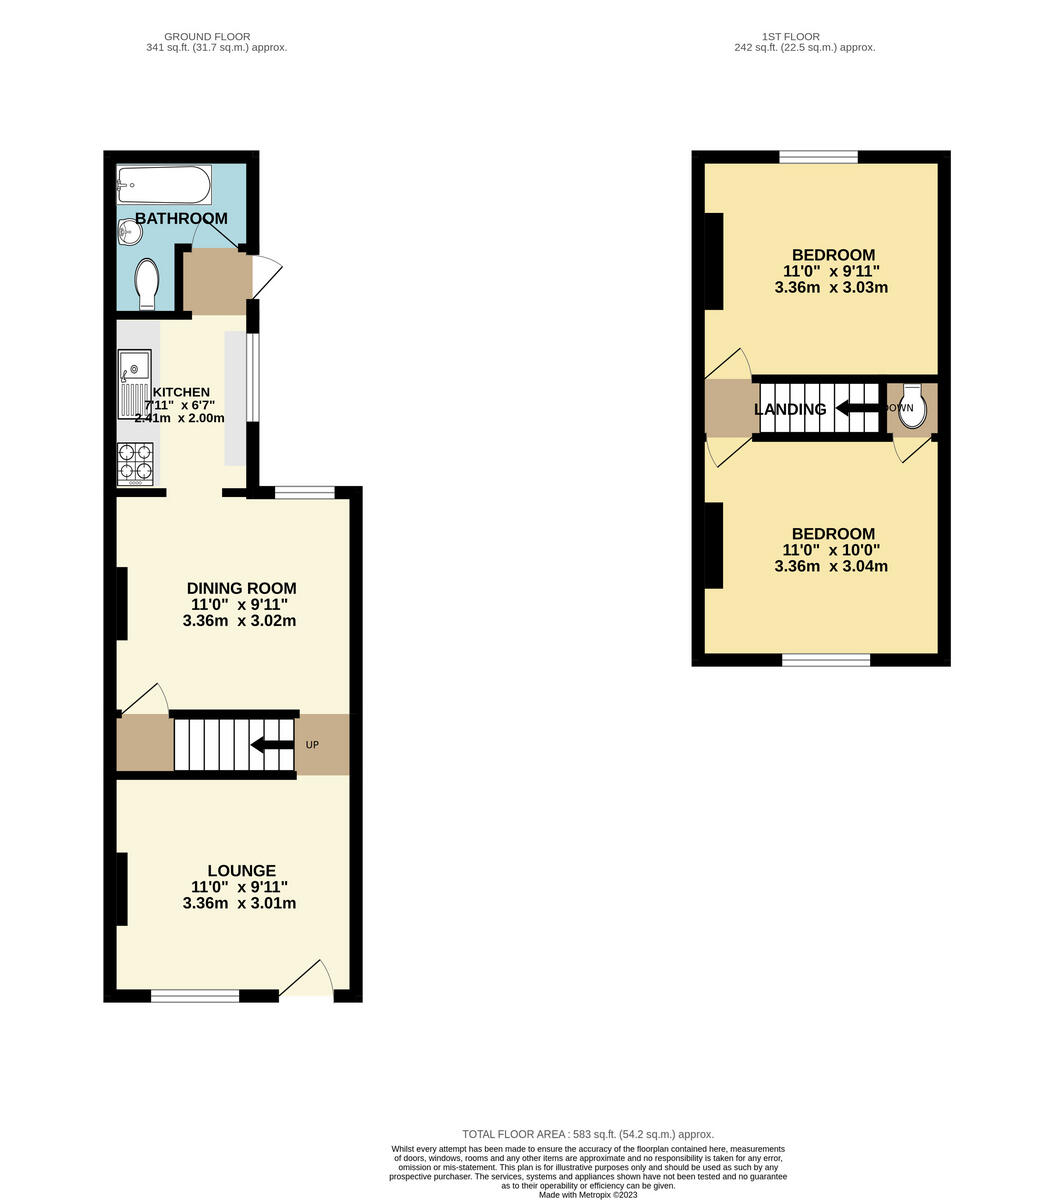 GROUND FLOOR
341 sq.ft. (31.7 sq.m.) approx.
1ST FLOOR
242 sq.ft. (22.5 sq.m.) approx.
BATHROOM
KITCHEN
7'11" x 6'7"
2.41m x 2.00m
DINING ROOM
11'0" x 9'11"
3.36m x 3.02m
UP
LOUNGE
11'0" x 9'11"
3.36m x 3.01m
BEDROOM
11'0" x 9'11"
3.36m x 3.03m
LANDING
DOWN
BEDROOM
11'0" x 10'0"
3.36m x 3.04m
TOTAL FLOOR AREA : 583 sq.ft. (54.2 sq.m.) approx.
Whilst every attempt has been made to ensure the accuracy of the floorplan contained here, measurements
of doors, windows, rooms and any other items are approximate and no responsibility is taken for any error,
omission or mis-statement. This plan is for illustrative purposes only and should be used as such by any
prospective purchaser. The services, systems and appliances shown have not been tested and no guarantee
as to their operability or efficiency can be given.
Made with Metropix ©2023